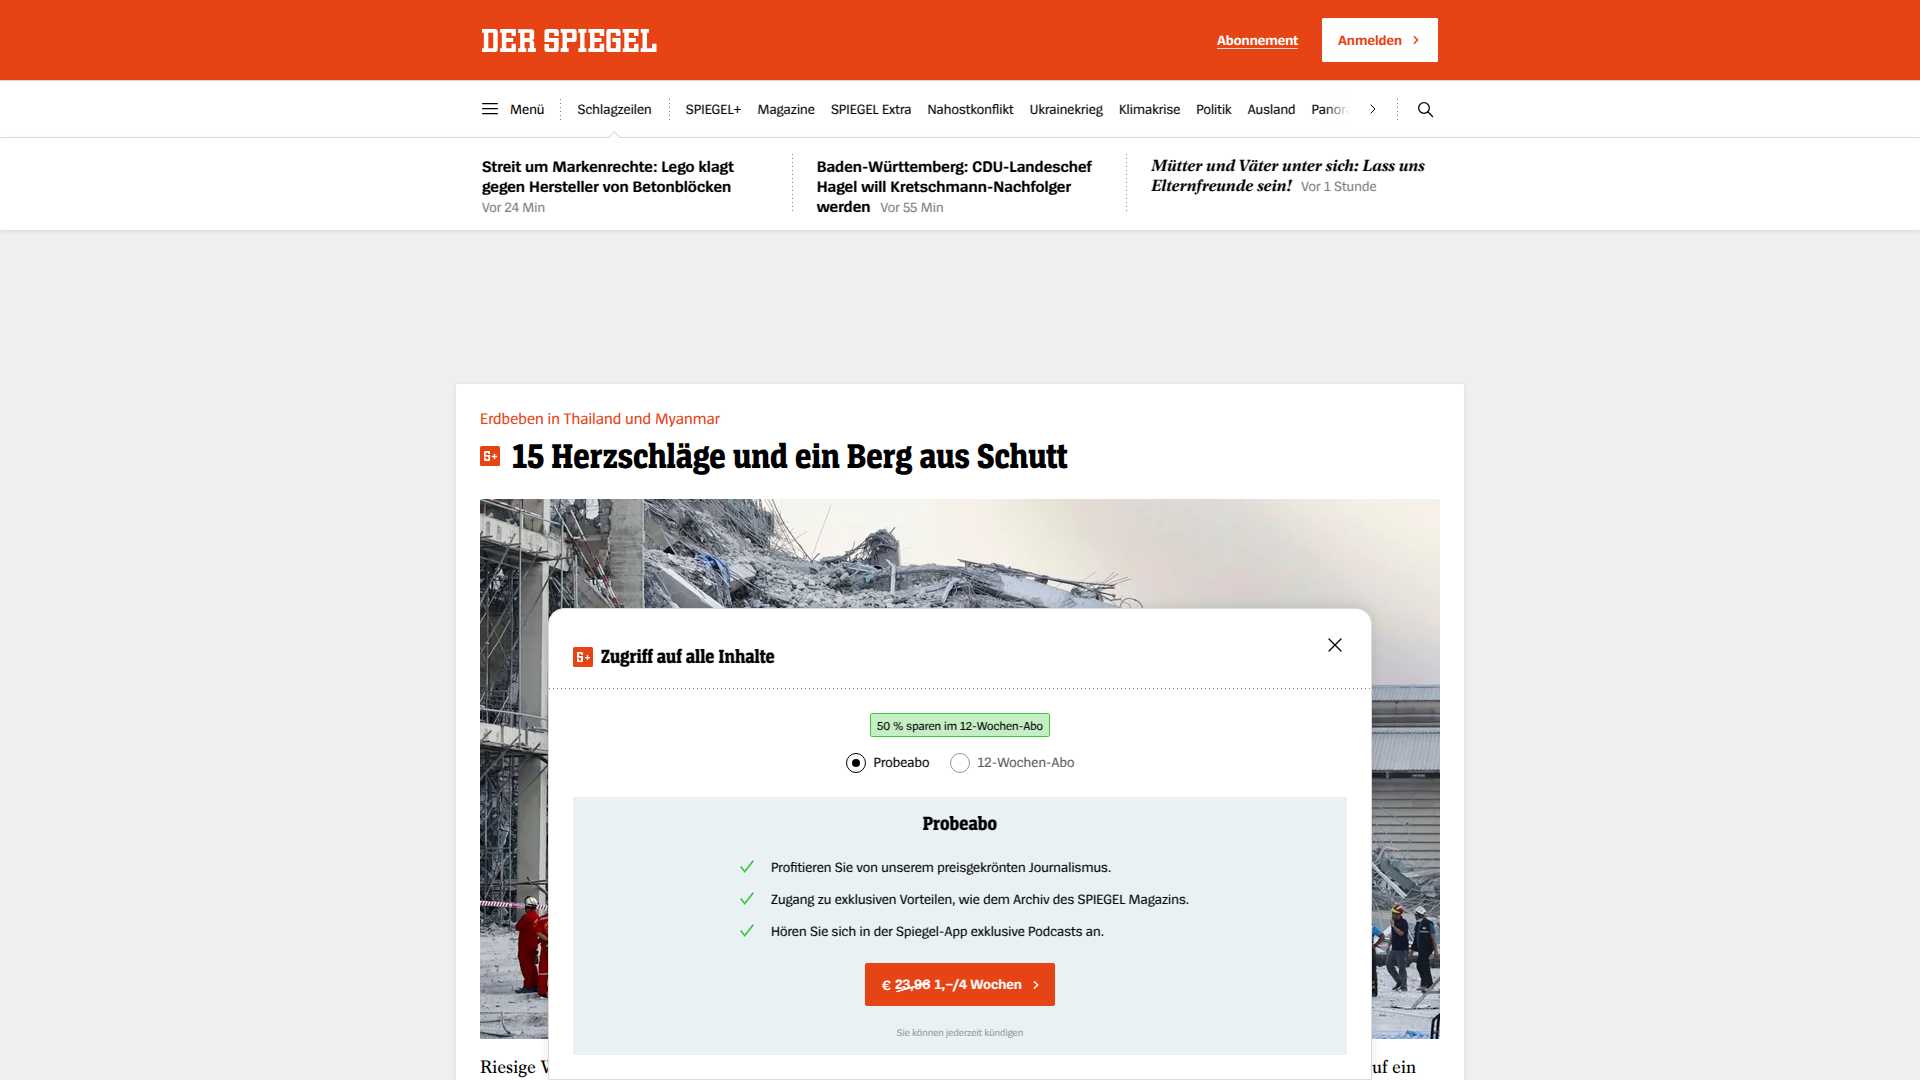 DER SPIEGEL
Abonnement
Anmelden
Menü
Schlagzeilen
SPIEGEL+
Magazine
SPIEGEL Extra
Nahostkonflikt
Ukrainekrieg
Klimakrise
Politik
Ausland
Streit um Markenrechte: Lego klagt
gegen Hersteller von Betonblöcken
Vor 24 Min
Baden-Württemberg: CDU-Landeschef
Hagel will Kretschmann-Nachfolger
werden Vor 55 Min
Mütter und Väter unter sich: Lass uns
Elternfreunde sein! Vor 1 Stunde
Erdbeben in Thailand und Myanmar
15 Herzschläge und ein Berg aus Schutt
Zugriff auf alle Inhalte
50 % sparen im 12-Wochen-Abo
Probeabo
12-Wochen-Abo
Probeabo
Profitieren Sie von unserem preisgekrönten Journalismus.
Zugang zu exklusiven Vorteilen, wie dem Archiv des SPIEGEL Magazins.
Hören Sie sich in der Spiegel-App exklusive Podcasts an.
€ 23,96 1,–/4 Wochen
Sie können jederzeit kündigen
Riesige
uf ein